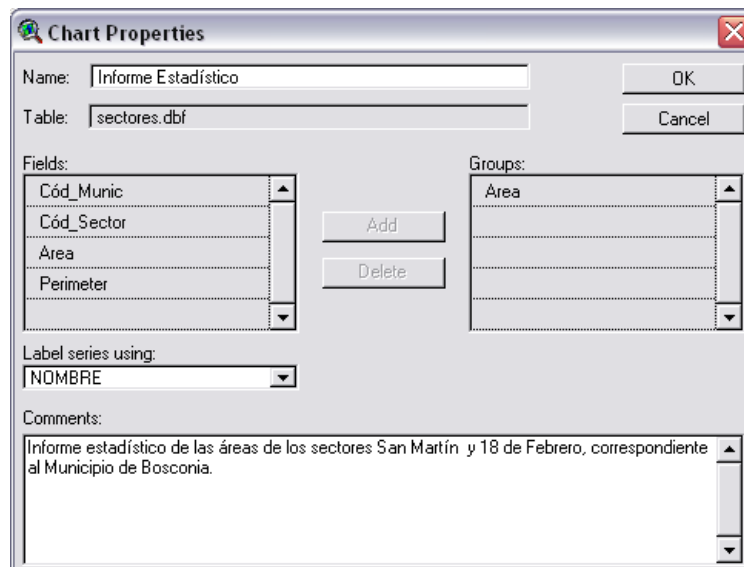 Chart Properties
Name: Informe Estadístico
OK
Table: sectores.dbf
Cancel
Fields:
Groups:
Cód_Munic
Area
Cód_Sector
Add
Area
Delete
Perimeter
Label series using:
NOMBRE
Comments:
Informe estadístico de las áreas de los sectores San Martín y 18 de Febrero, correspondiente
al Municipio de Bosconia.